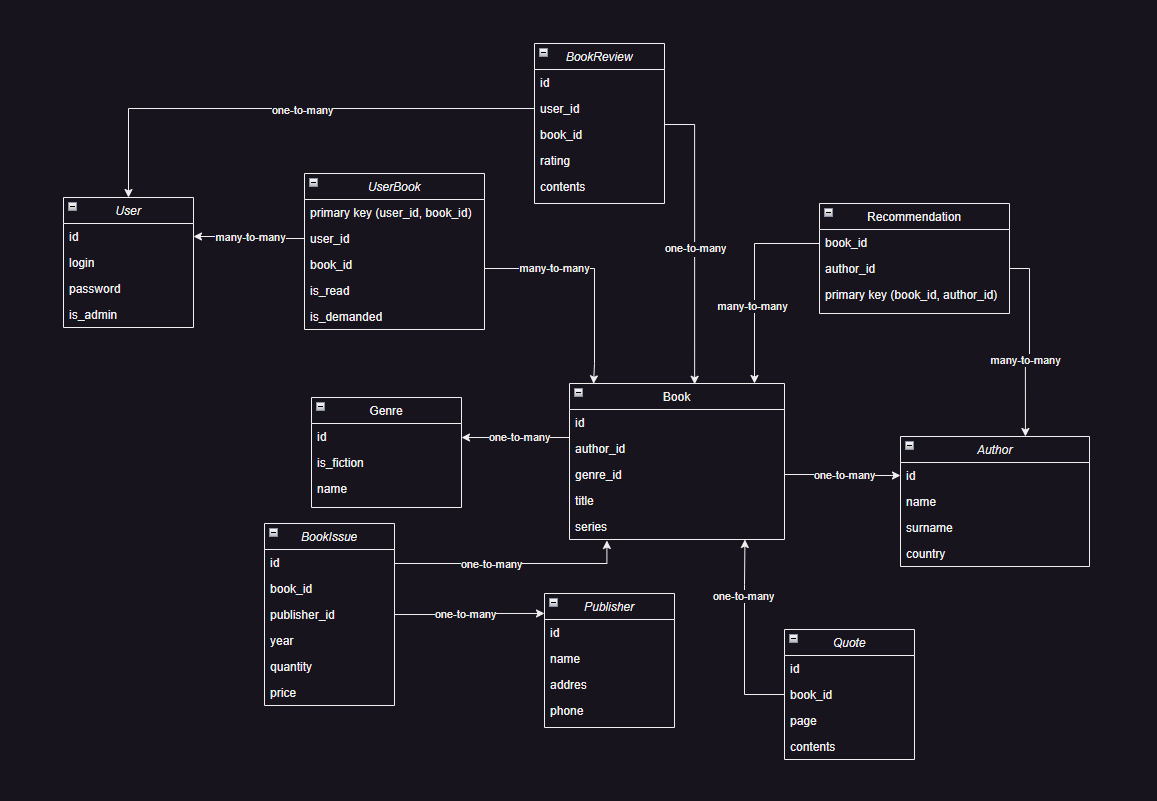 BookReview
id
user_id
book_id
rating
contents
one-to-many
User
id
login
password
is_admin
many-to-many
UserBook
primary key (user_id, book_id)
user_id
book_id
is_read
is_demanded
many-to-many
one-to-many
Recommendation
book_id
author_id
primary key (book_id, author_id)
many-to-many
many-to-many
Genre
id
is_fiction
name
one-to-many
Book
id
author_id
genre_id
title
series
one-to-many
Author
id
name
surname
country
BookIssue
id
book_id
publisher_id
year
quantity
price
one-to-many
one-to-many
Publisher
id
name
addres
phone
one-to-many
Quote
id
book_id
page
contents